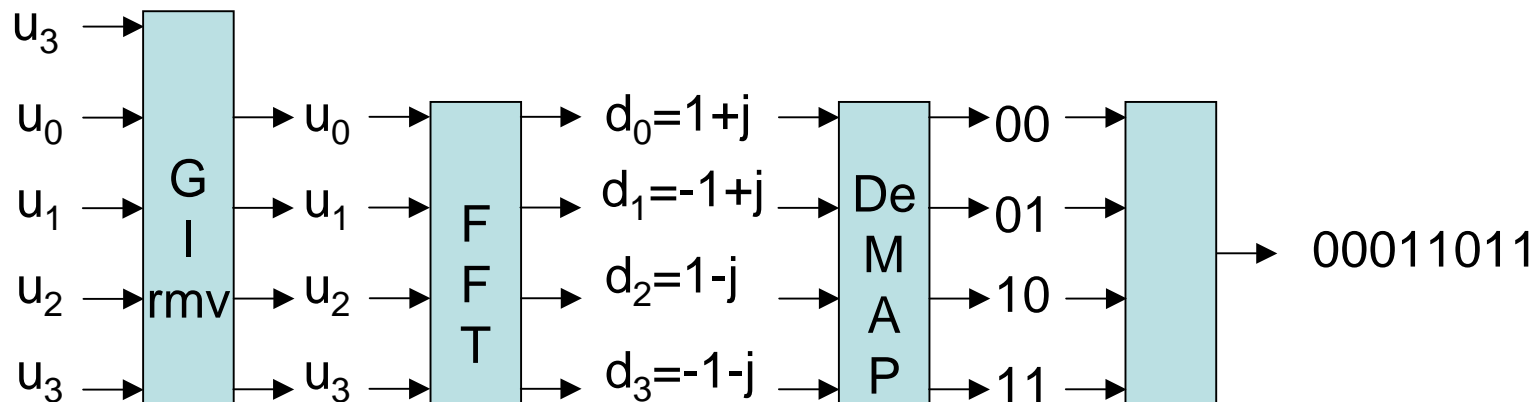 u₃
u₀ u₀ d₀=1+j 00
G
u₁ I u₁ F d₁=-1+j De 01
M 00011011
u₂ rmv u₂ F d₂=1-j A 10
T P
u₃ u₃ d₃=-1-j 11